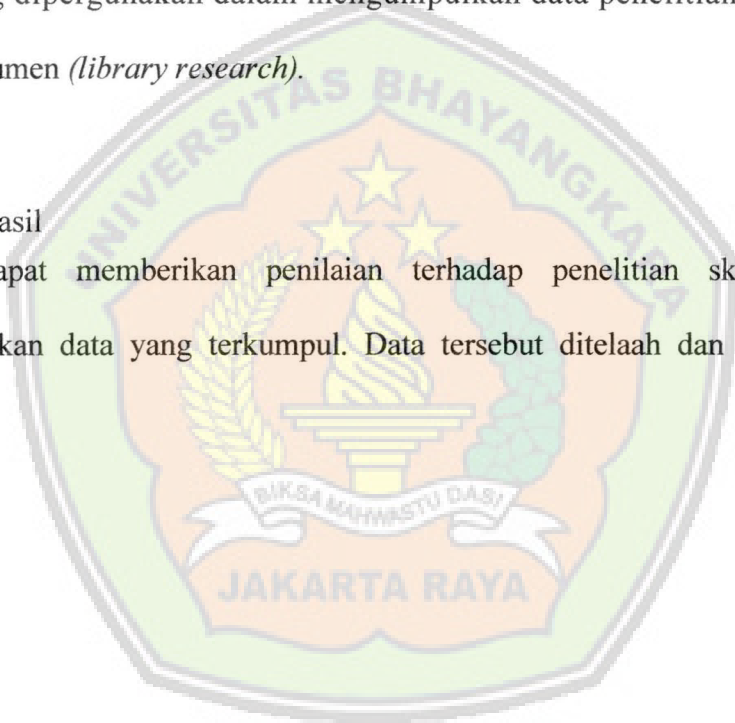 dipergunakan dalam mengumpulkan data penelitian
umen (library research).
UNIVERSITAS BHAYANGKARA
asil
apat memberikan penilaian terhadap penelitian sk
kan data yang terkumpul. Data tersebut ditelaah dan
BIKSA MAHWASTU DASI
JAKARTA RAYA